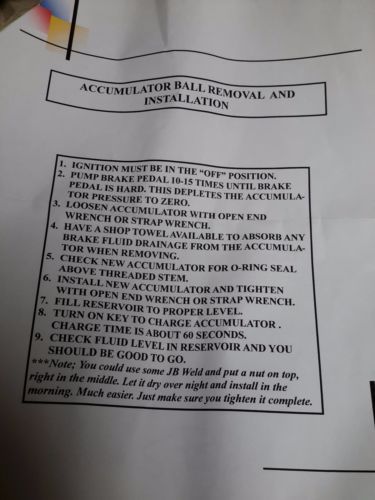 ACCUMULATOR BALL REMOVAL AND
INSTALLATION
1. IGNITION MUST BE IN THE “OFF” POSITION.
2. PUMP BRAKE PEDAL 10-15 TIMES UNTIL BRAKE
PEDAL IS HARD. THIS DEPLETES THE ACCUMULA-
TOR PRESSURE TO ZERO.
3. LOOSEN ACCUMULATOR WITH OPEN END
WRENCH OR STRAP WRENCH.
4. HAVE A SHOP TOWEL AVAILABLE TO ABSORB ANY
BRAKE FLUID DRAINAGE FROM THE ACCUMULA-
TOR WHEN REMOVING.
5. CHECK NEW ACCUMULATOR FOR O-RING SEAL
ABOVE THREADED STEM.
6. INSTALL NEW ACCUMULATOR AND TIGHTEN
WITH OPEN END WRENCH OR STRAP WRENCH.
7. FILL RESERVOIR TO PROPER LEVEL.
8. TURN ON KEY TO CHARGE ACCUMULATOR .
CHARGE TIME IS ABOUT 60 SECONDS.
9. CHECK FLUID LEVEL IN RESERVOIR AND YOU
SHOULD BE GOOD TO GO.
***Note; You could use some JB Weld and put a nut on top,
right in the middle. Let it dry over night and install in the
morning. Much easier. Just make sure you tighten it complete.